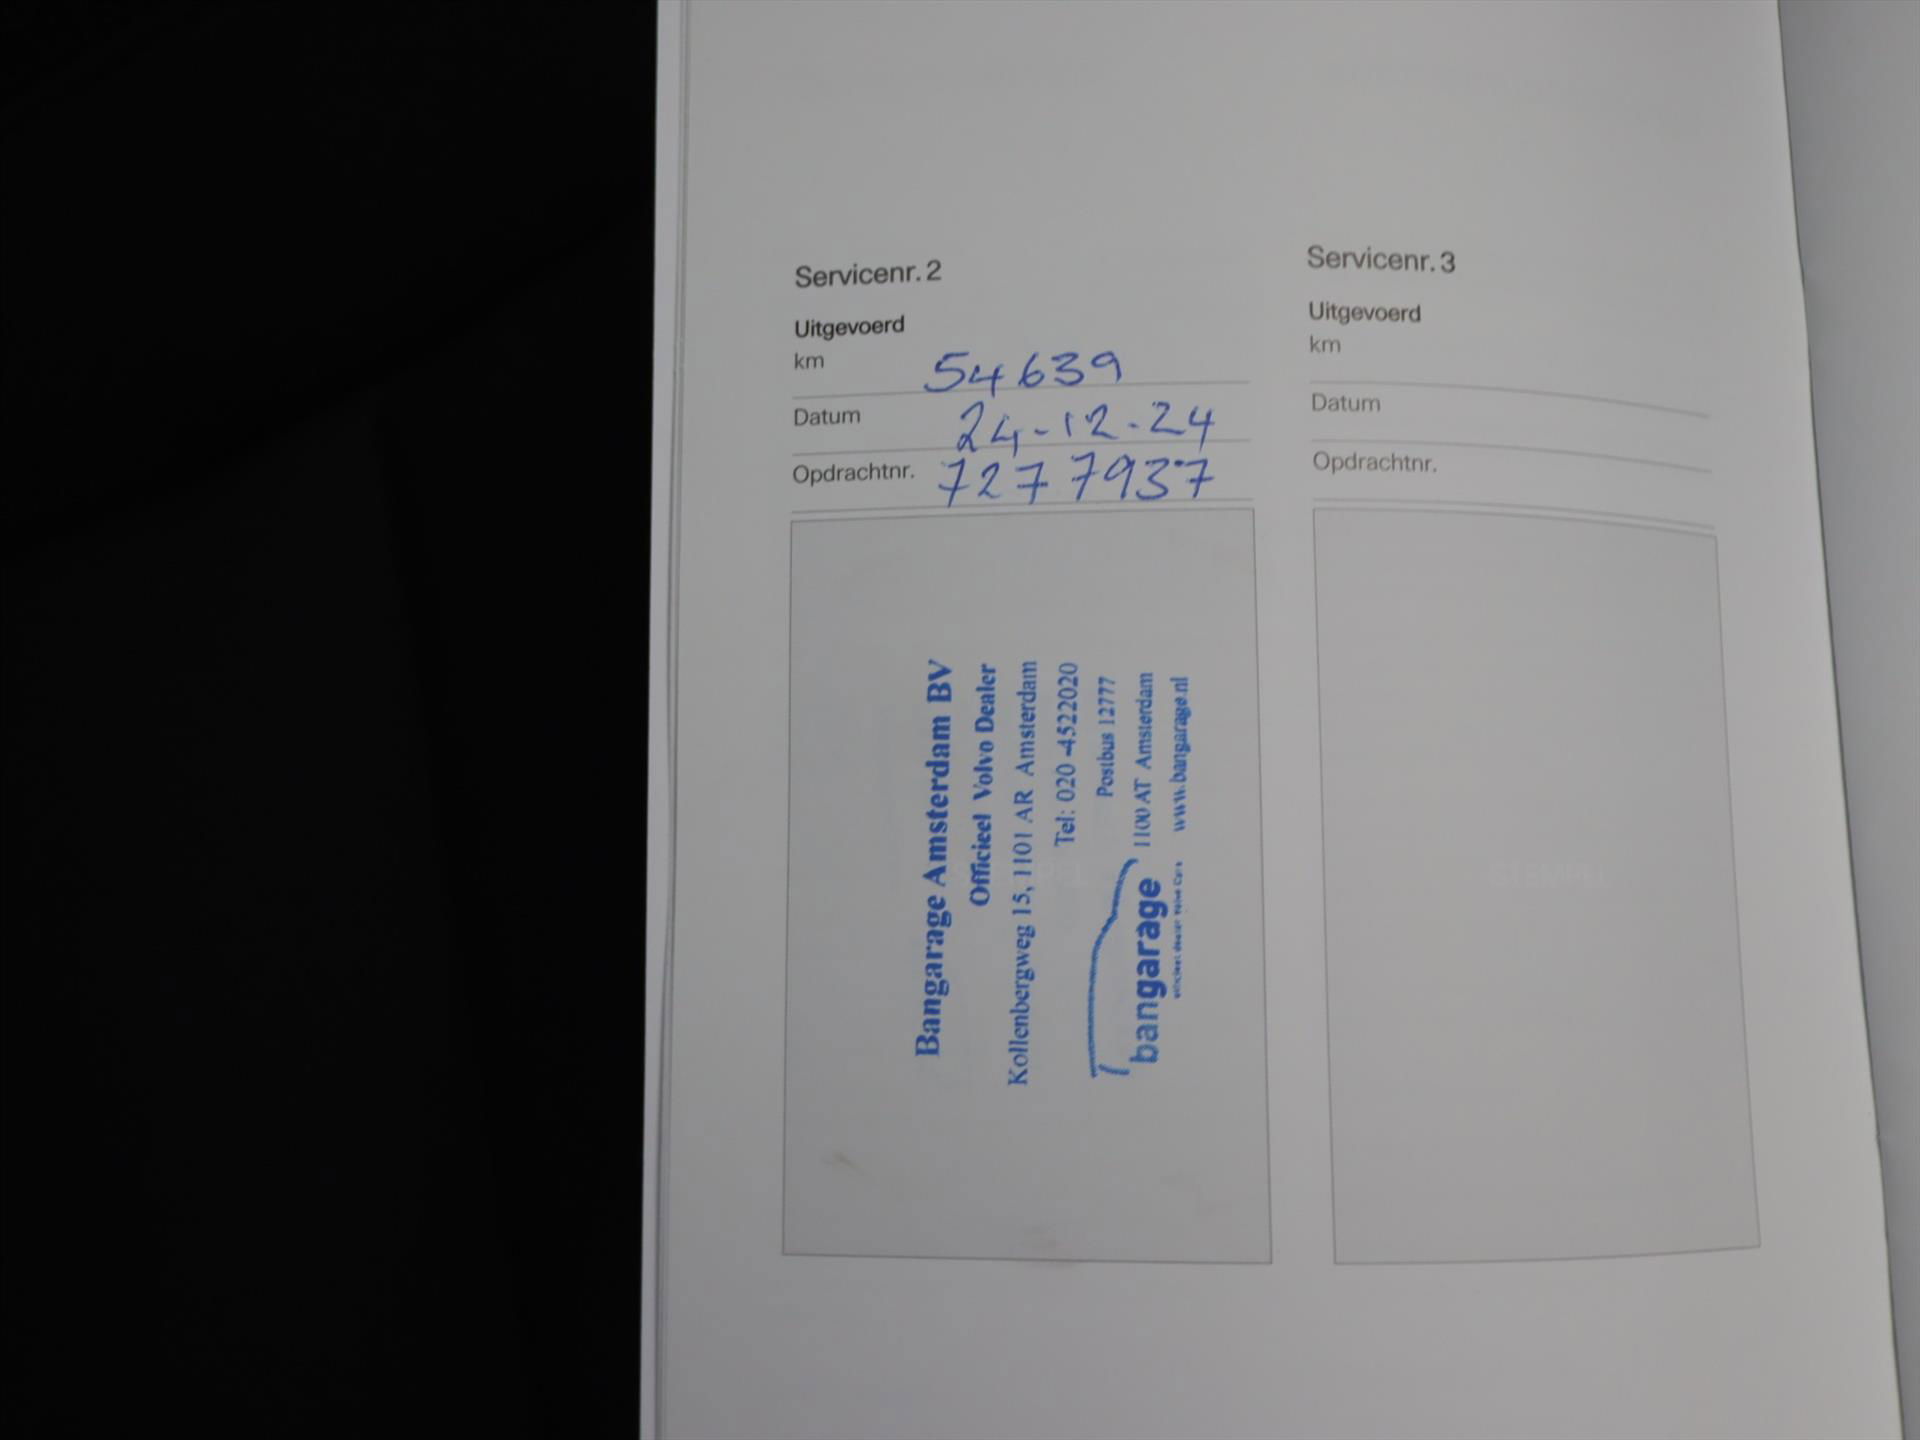 Servicenr. 2
Uitgevoerd
km 54639
Datum 24-12-24
Opdrachtnr. 7277937
STEMPEL
Bangarage Amsterdam BV
Officieel Volvo Dealer
Kollenbergweg 15, 1101 AR Amsterdam
Tel: 020 -4522020
Postbus 12777
1100 AT Amsterdam
www.bangarage.nl
bangarage
Servicenr. 3
Uitgevoerd
km
Datum
Opdrachtnr.
STEMPEL